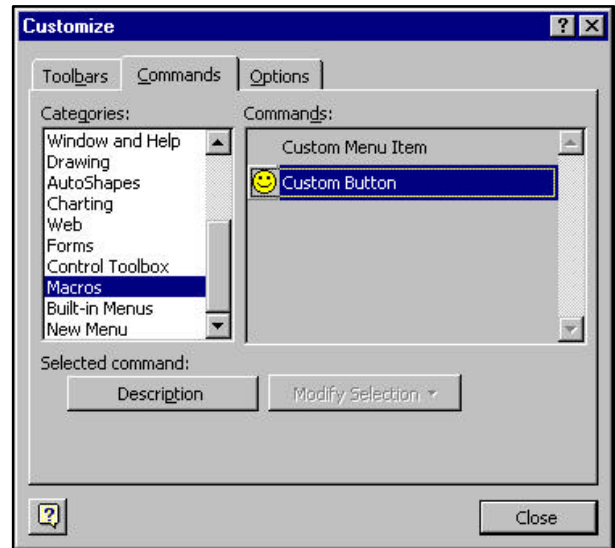 Customize
Toolbars Commands Options
Categories: Commands:
Window and Help
Drawing
AutoShapes
Charting
Web
Forms
Control Toolbox
Macros
Built-in Menus
New Menu
Custom Menu Item
Custom Button
Selected command:
Description Modify Selection
Close